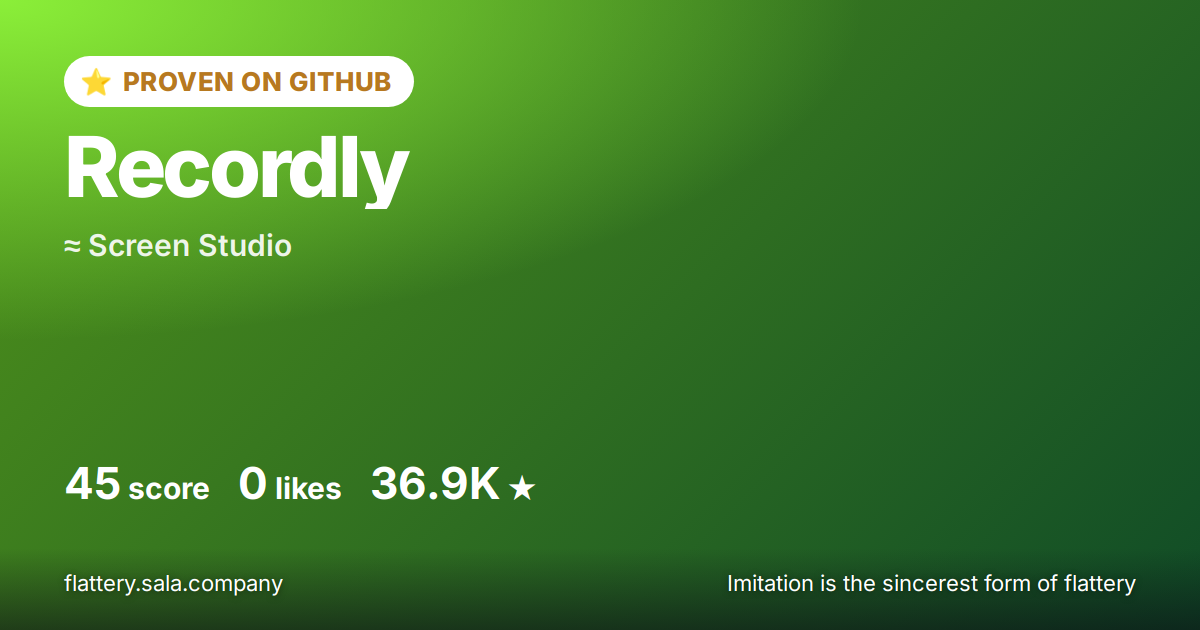 ⭐ PROVEN ON GITHUB
Recordly
≈ Screen Studio
45 score 0 likes 36.9K ★
flattery.sala.company
Imitation is the sincerest form of flattery